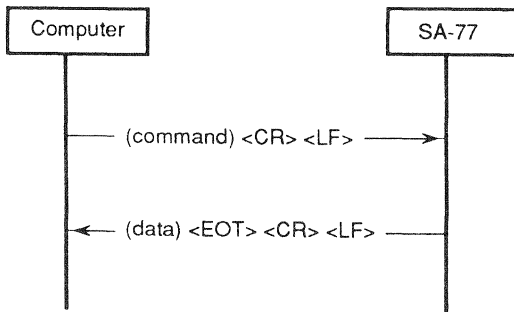 Computer
SA-77
(command) <CR> <LF>
(data) <EOT> <CR> <LF>